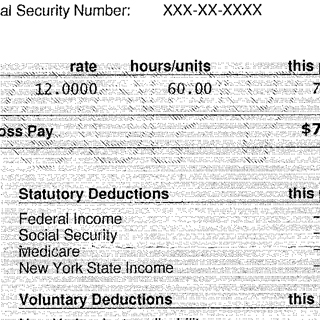 al Security Number: XXX-XX-XXXX
rate hours/units this
12.0000 60.00 7
oss Pay $7
Statutory Deductions this
Federal Income
Social Security
Medicare
New York State Income
Voluntary Deductions this